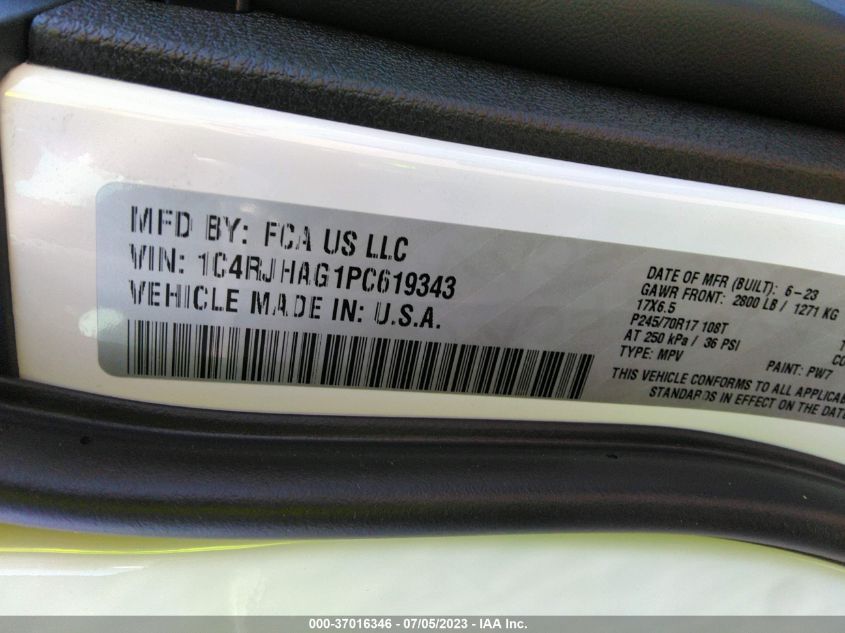 MFD BY: FCA US LLC
VIN: 1C4RJHAG1PC619343
VEHICLE MADE IN: U.S.A.
DATE OF MFR (BUILT): 6-23
GAWR FRONT: 2800 LB / 1271 KG
17X6.5
P245/70R17 108T
AT 250 kPa / 36 PSI
TYPE: MPV
PAINT: PW7
THIS VEHICLE CONFORMS TO ALL
STANDARDS IN EFFECT ON THE DATE
000-37016346 - 07/05/2023 - IAA Inc.